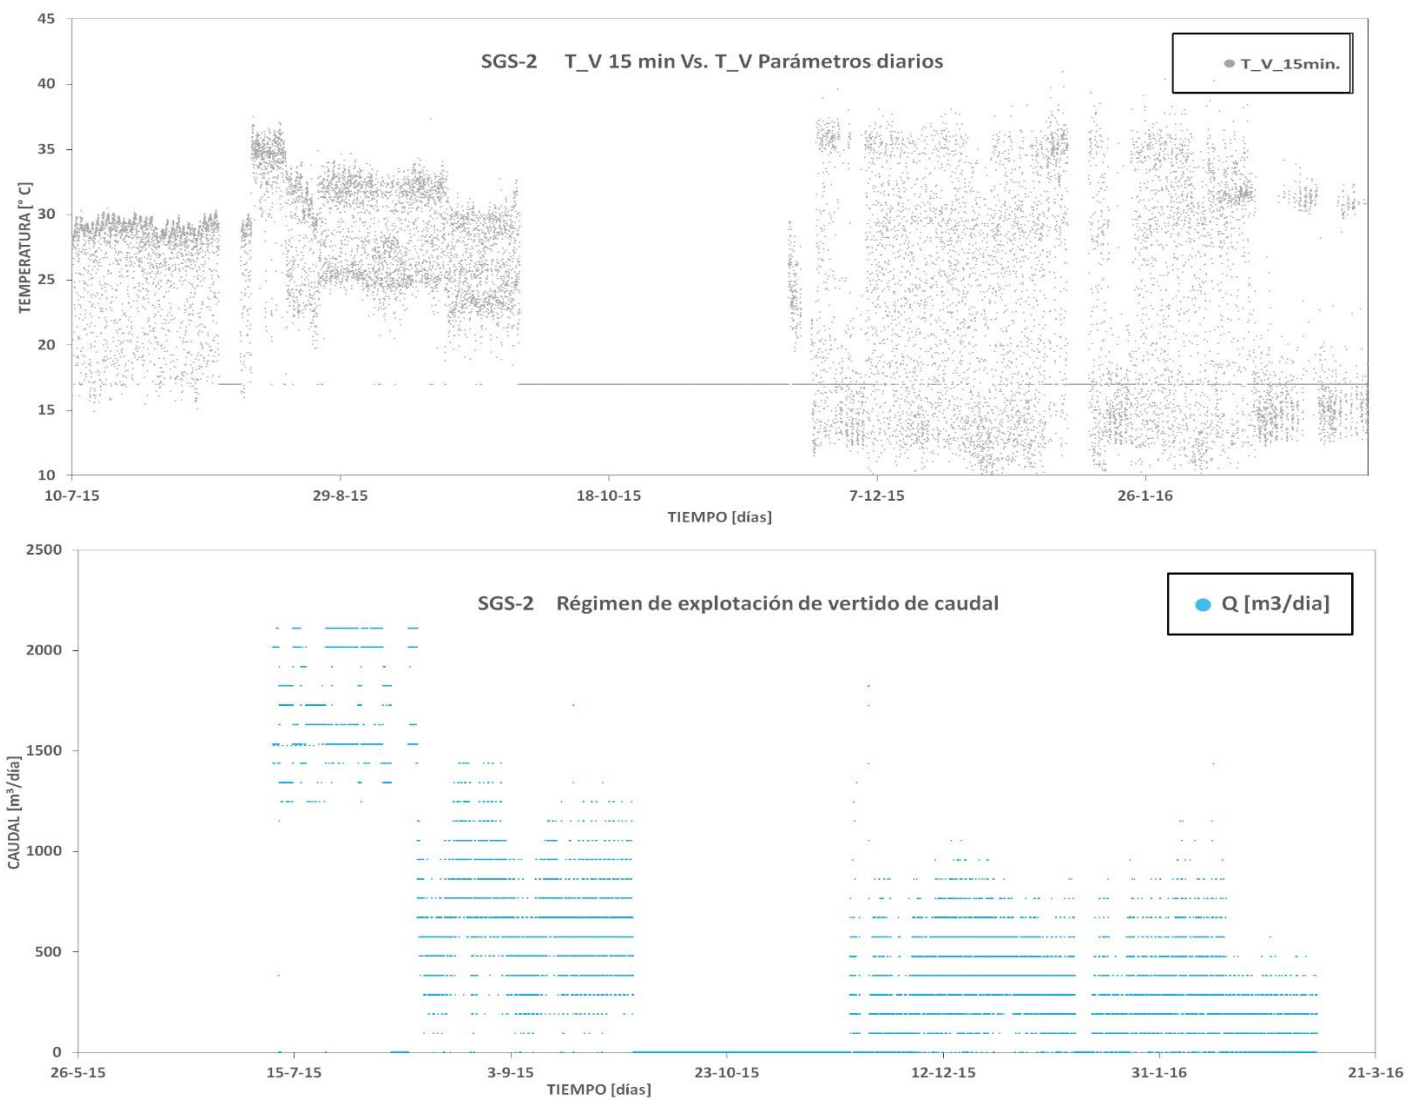 45
SGS-2 T_V 15 min Vs. T_V Parámetros diarios
T_V_15min.
40
35
30
25
20
15
10
TEMPERATURA [° C]
10-7-15 29-8-15 18-10-15 7-12-15 26-1-16
TIEMPO [días]
2500
SGS-2 Régimen de explotación de vertido de caudal
Q [m3/dia]
2000
1500
1000
500
0
CAUDAL [m³/día]
26-5-15 15-7-15 3-9-15 23-10-15 12-12-15 31-1-16 21-3-16
TIEMPO [días]